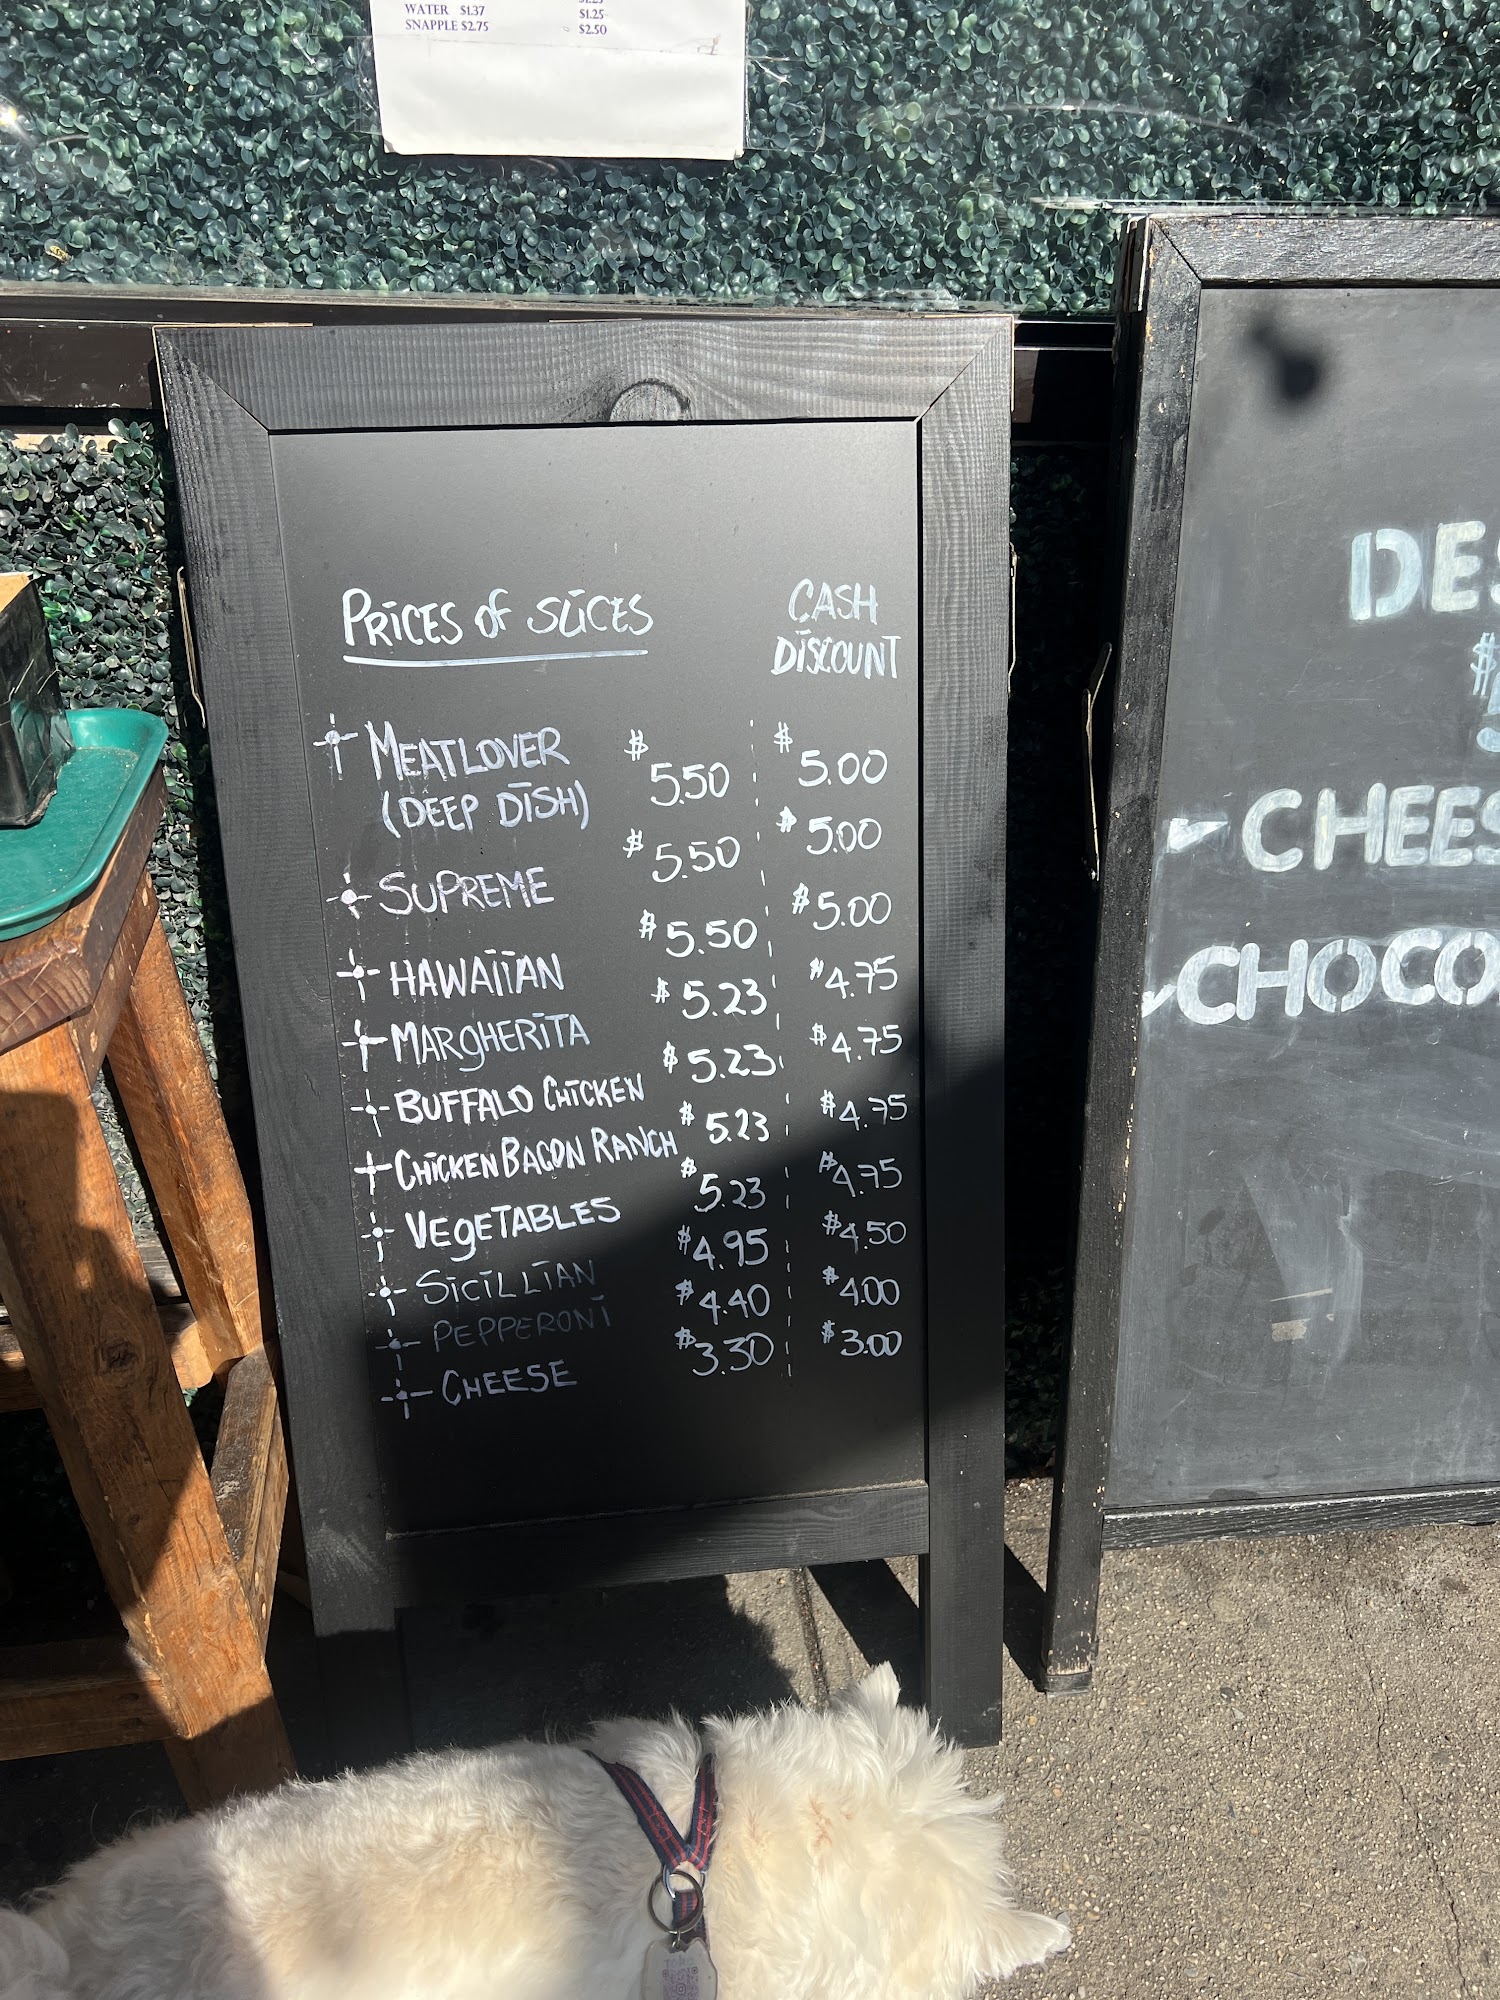 WATER $1.37 $1.25
SNAPPLE $2.75 $2.50
PRICES OF SLICES
CASH
DISCOUNT
MEATLOVER $5.50 $5.00
(DEEP DISH)
SUPREME $5.50 $5.00
HAWAIIAN $5.50 $5.00
MARGHERITA $5.23 $4.75
BUFFALO CHICKEN $5.23 $4.75
CHICKEN BACON RANCH $5.23 $4.75
VEGETABLES $5.23 $4.75
SICILLIAN $4.95 $4.50
PEPPERONI $4.40 $4.00
CHEESE $3.30 $3.00
DES
$
CHEES
CHOCO